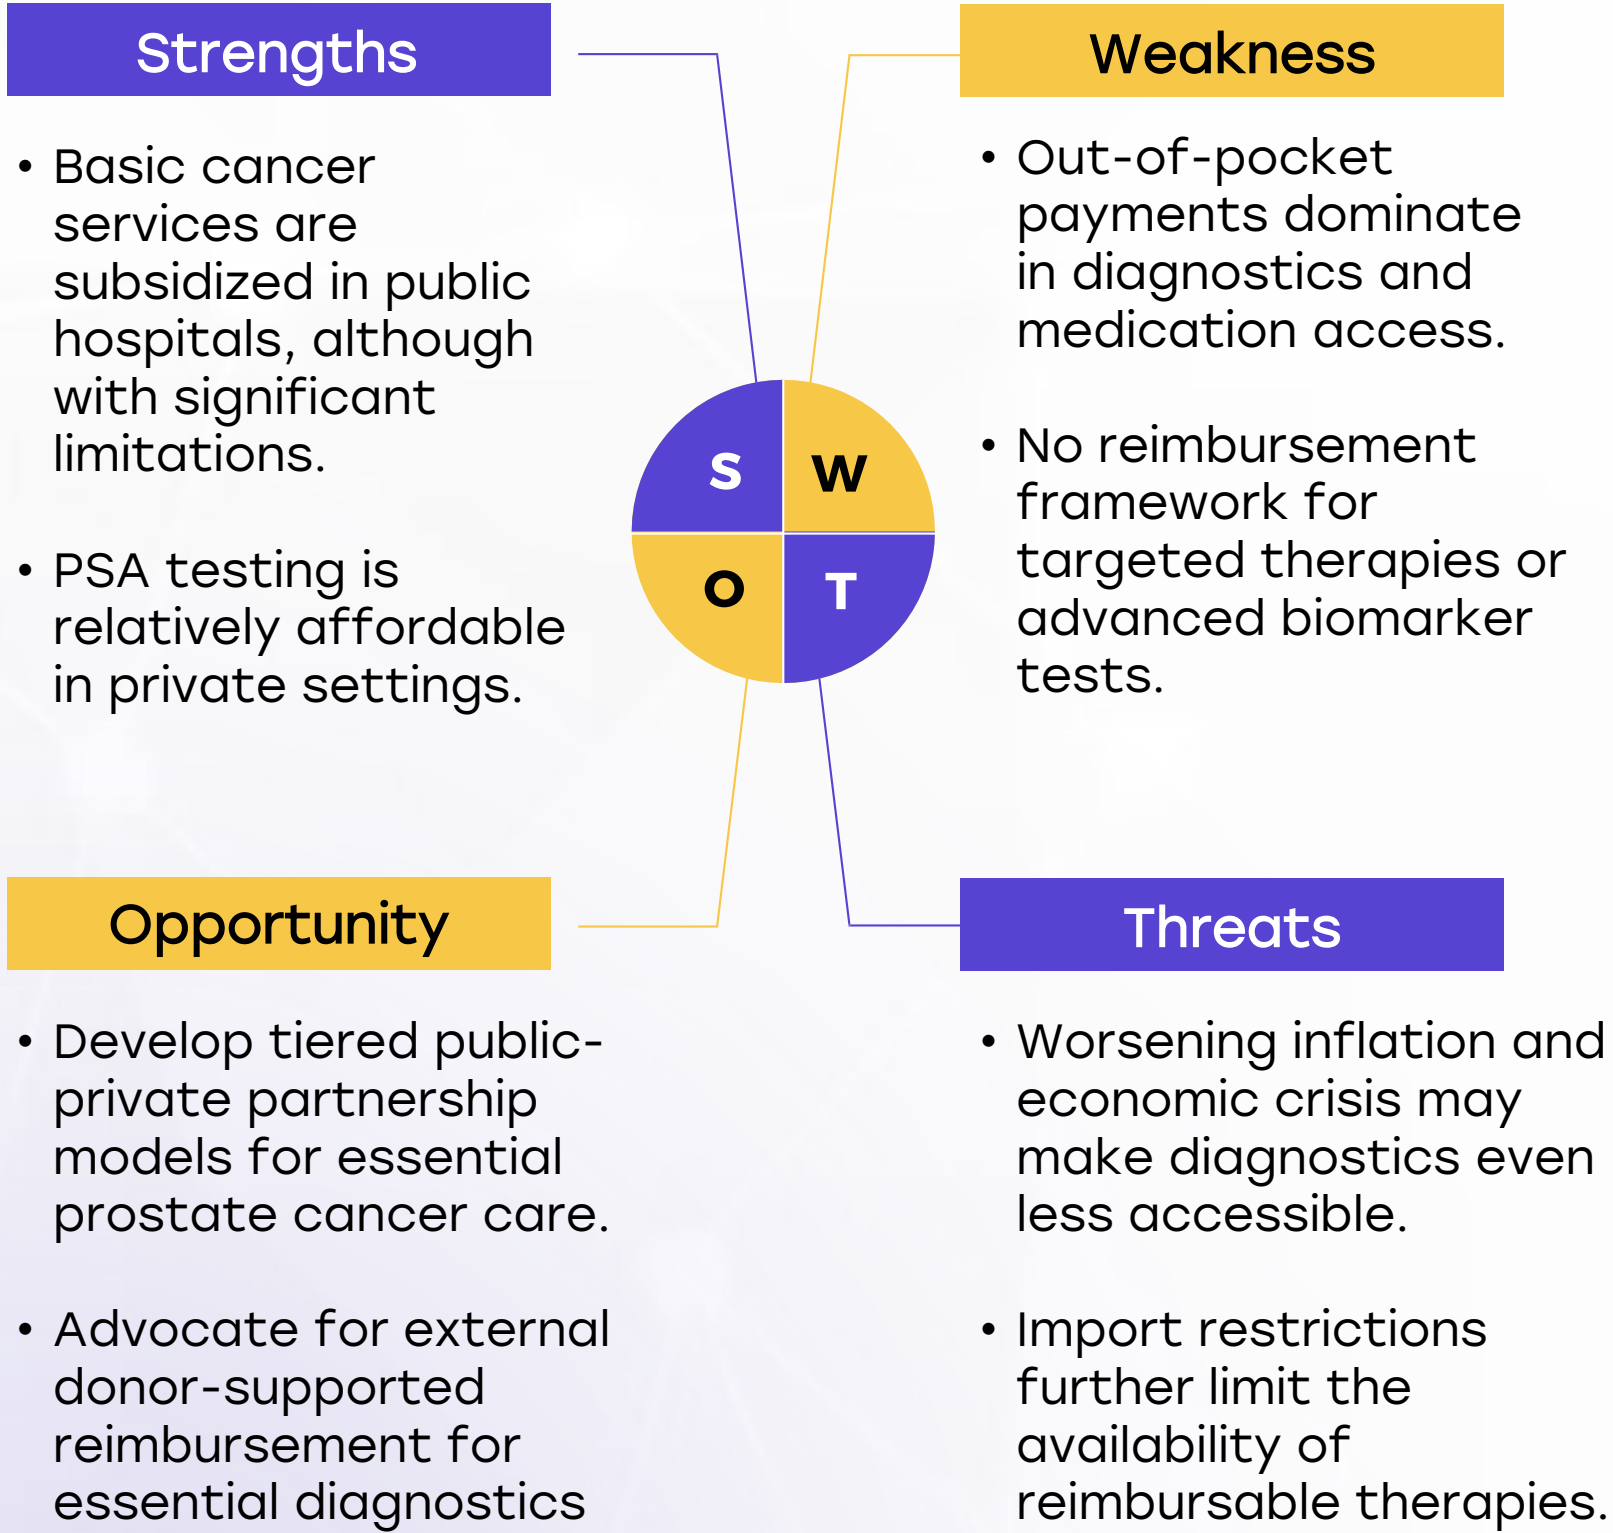 Strengths
• Basic cancer
services are
subsidized in public
hospitals, although
with significant
limitations.
• PSA testing is
relatively affordable
in private settings.
Weakness
• Out-of-pocket
payments dominate
in diagnostics and
medication access.
• No reimbursement
framework for
targeted therapies or
advanced biomarker
tests.
S
W
O
T
Opportunity
• Develop tiered public-
private partnership
models for essential
prostate cancer care.
• Advocate for external
donor-supported
reimbursement for
essential diagnostics
Threats
• Worsening inflation and
economic crisis may
make diagnostics even
less accessible.
• Import restrictions
further limit the
availability of
reimbursable therapies.